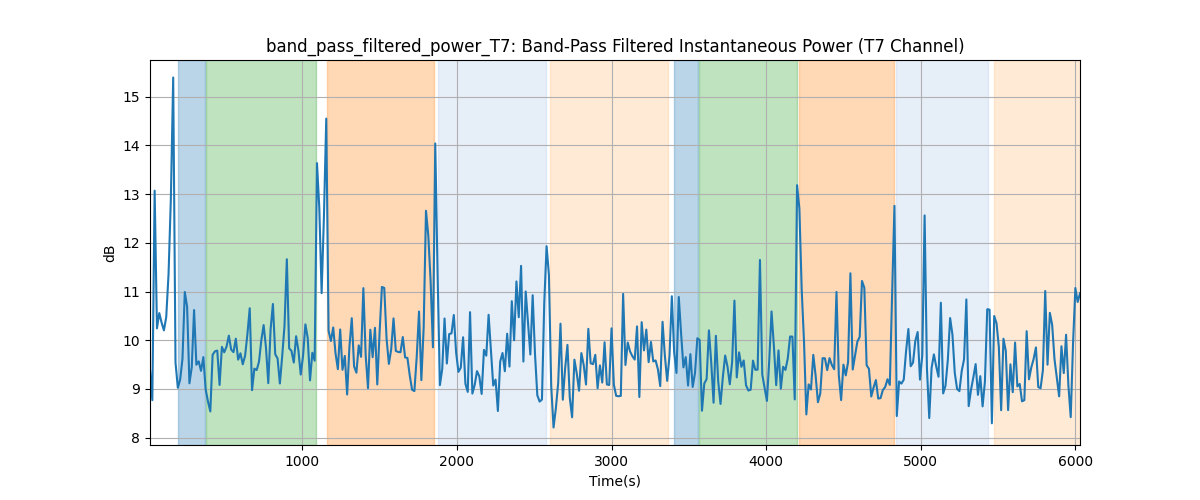 band_pass_filtered_power_T7: Band-Pass Filtered Instantaneous Power (T7 Channel)
15
14
13
12
11
10
9
8
dB
1000 2000 3000 4000 5000 6000
Time(s)